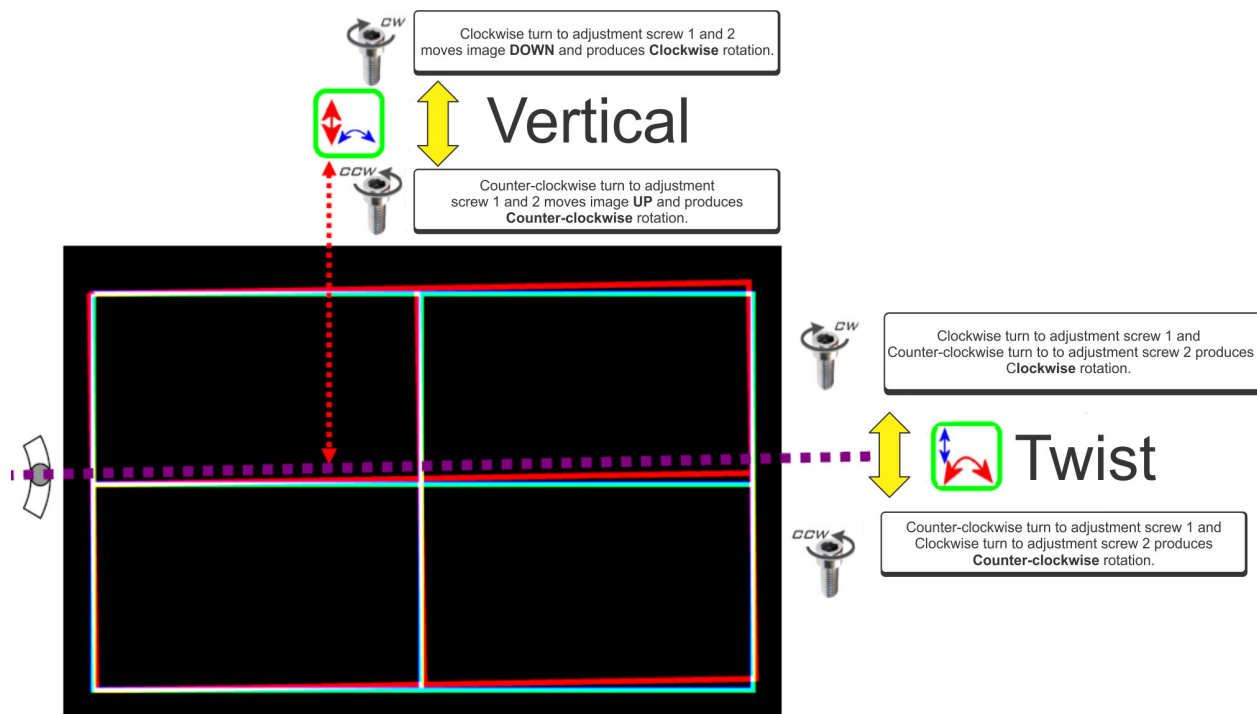 CW
Clockwise turn to adjustment screw 1 and 2
moves image DOWN and produces Clockwise rotation.
Vertical
CCW
Counter-clockwise turn to adjustment
screw 1 and 2 moves image UP and produces
Counter-clockwise rotation.
CW
Clockwise turn to adjustment screw 1 and
Counter-clockwise turn to to adjustment screw 2 produces
Clockwise rotation.
Twist
CCW
Counter-clockwise turn to adjustment screw 1 and
Clockwise turn to adjustment screw 2 produces
Counter-clockwise rotation.